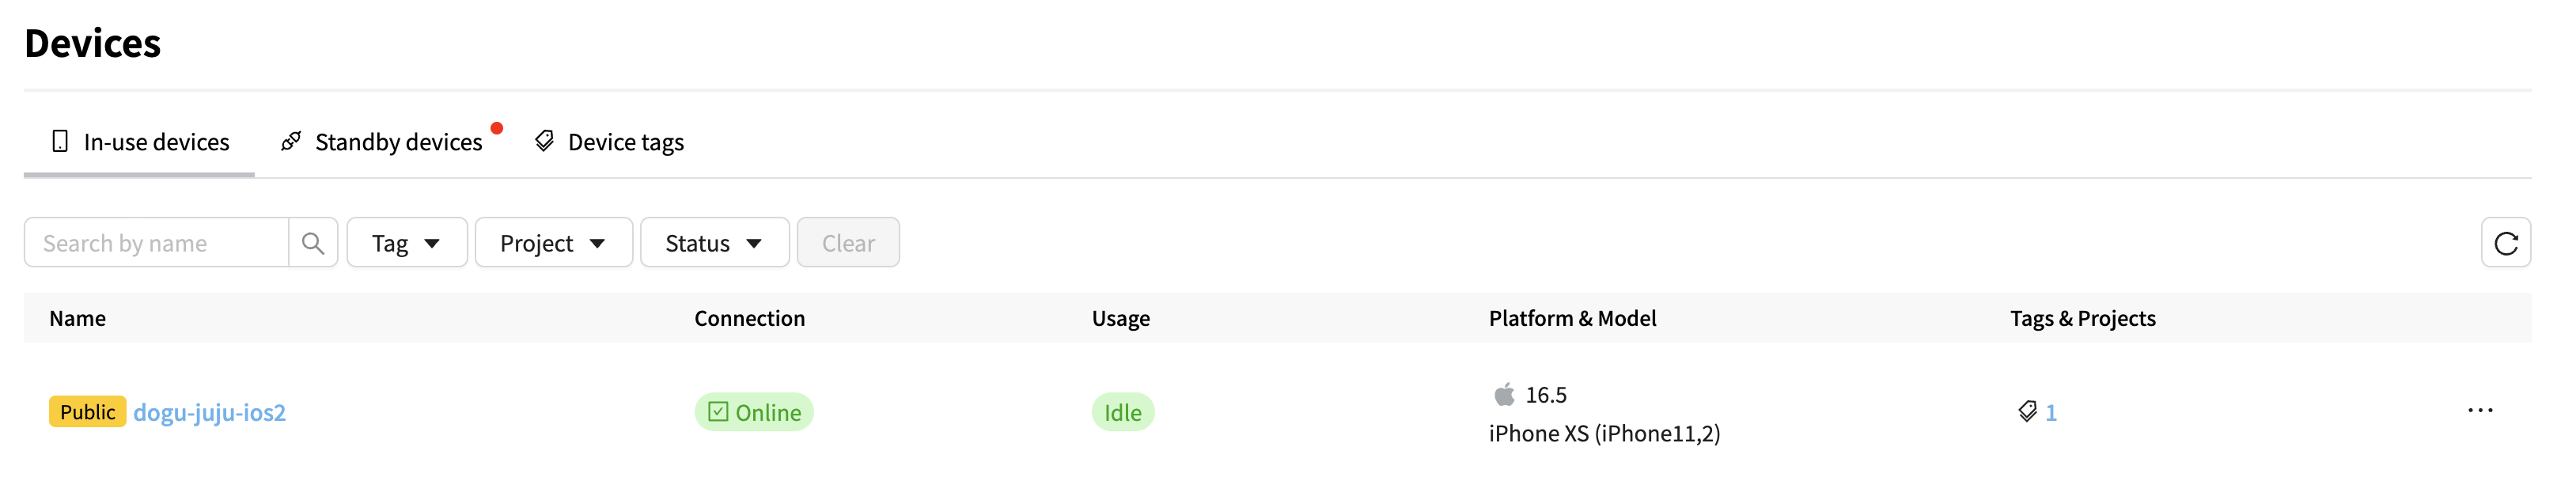 Devices
In-use devices Standby devices Device tags
Search by name Tag Project Status Clear
Name Connection Usage Platform & Model Tags & Projects
Public dogu-juju-ios2 Online Idle 16.5 1 ...
iPhone XS (iPhone11,2)